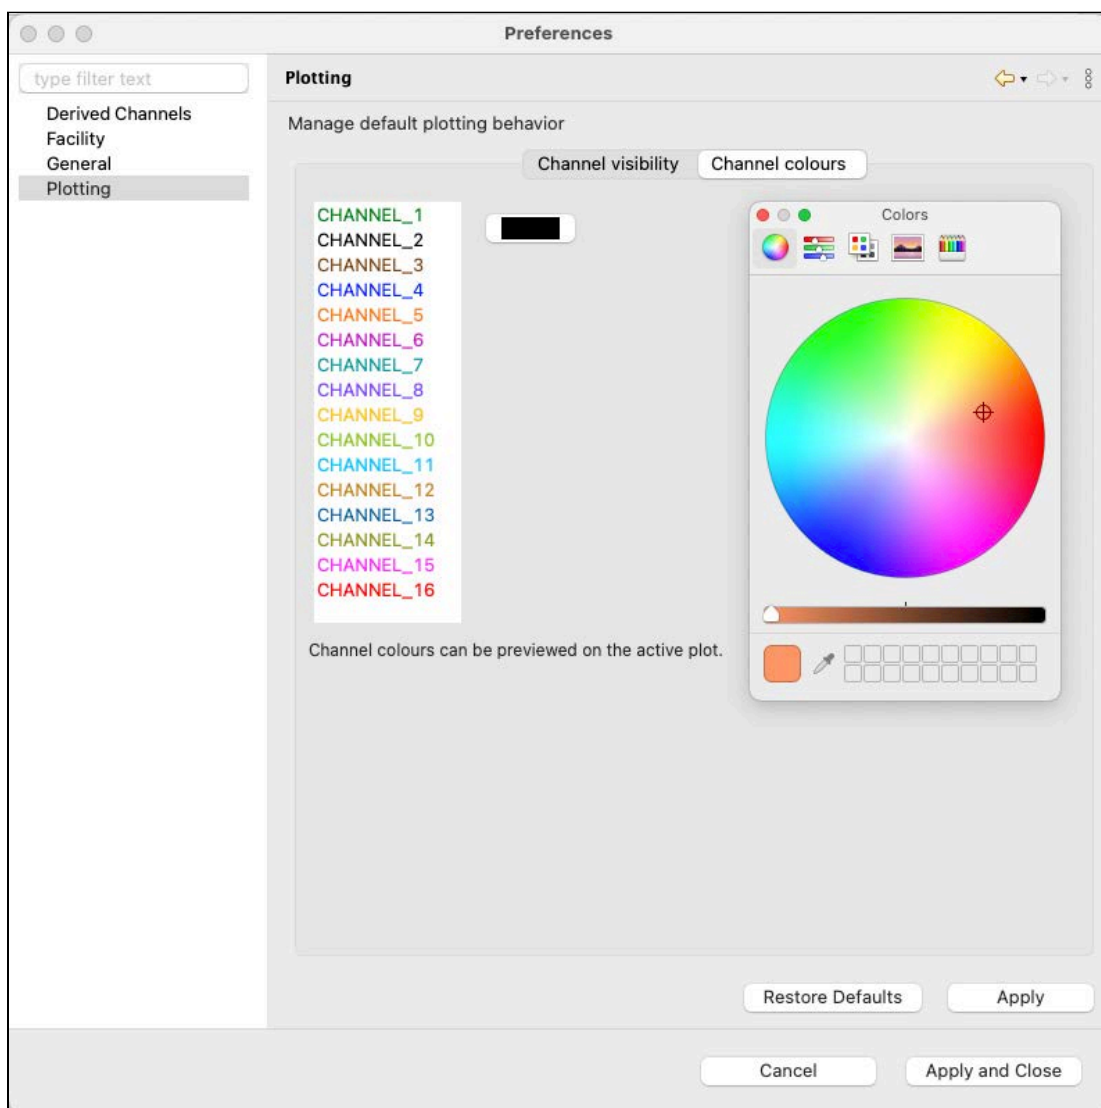 Preferences
type filter text
Derived Channels
Facility
General
Plotting
Plotting
Manage default plotting behavior
Channel visibility
Channel colours
CHANNEL_1
CHANNEL_2
CHANNEL_3
CHANNEL_4
CHANNEL_5
CHANNEL_6
CHANNEL_7
CHANNEL_8
CHANNEL_9
CHANNEL_10
CHANNEL_11
CHANNEL_12
CHANNEL_13
CHANNEL_14
CHANNEL_15
CHANNEL_16
Channel colours can be previewed on the active plot.
Colors
Restore Defaults
Apply
Cancel
Apply and Close